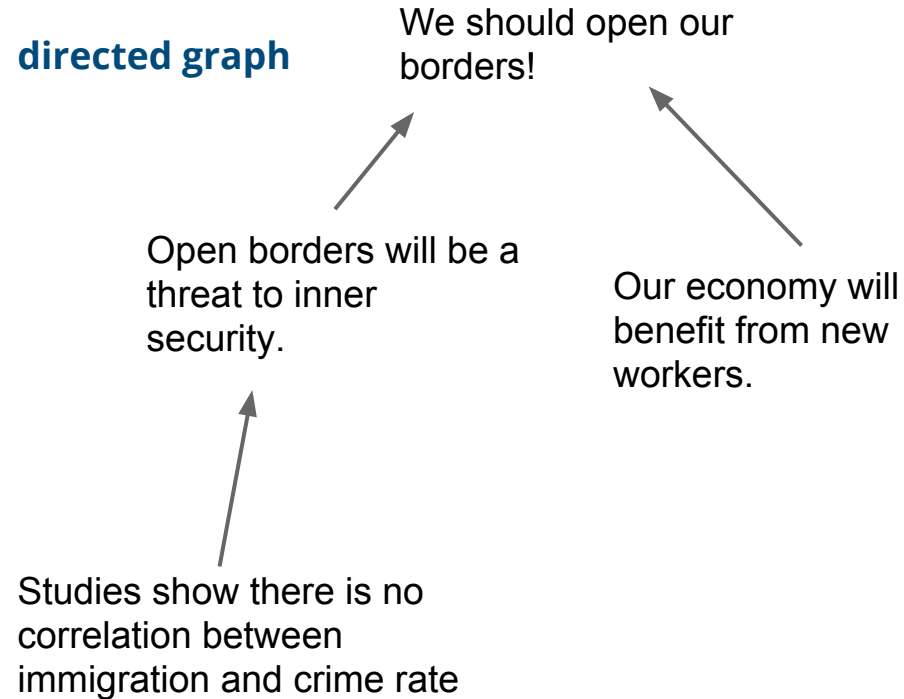 directed graph
We should open our
borders!
Open borders will be a
threat to inner
security.
Our economy will
benefit from new
workers.
Studies show there is no
correlation between
immigration and crime rate